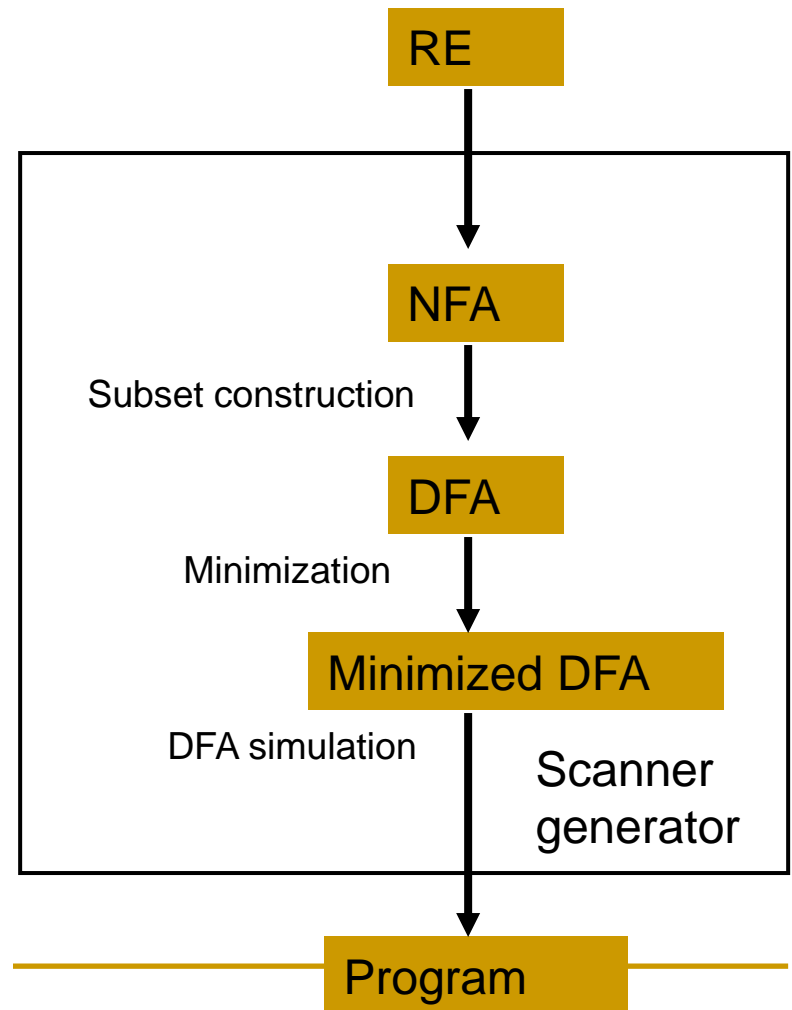 RE
NFA
Subset construction
DFA
Minimization
Minimized DFA
DFA simulation
Scanner
generator
Program